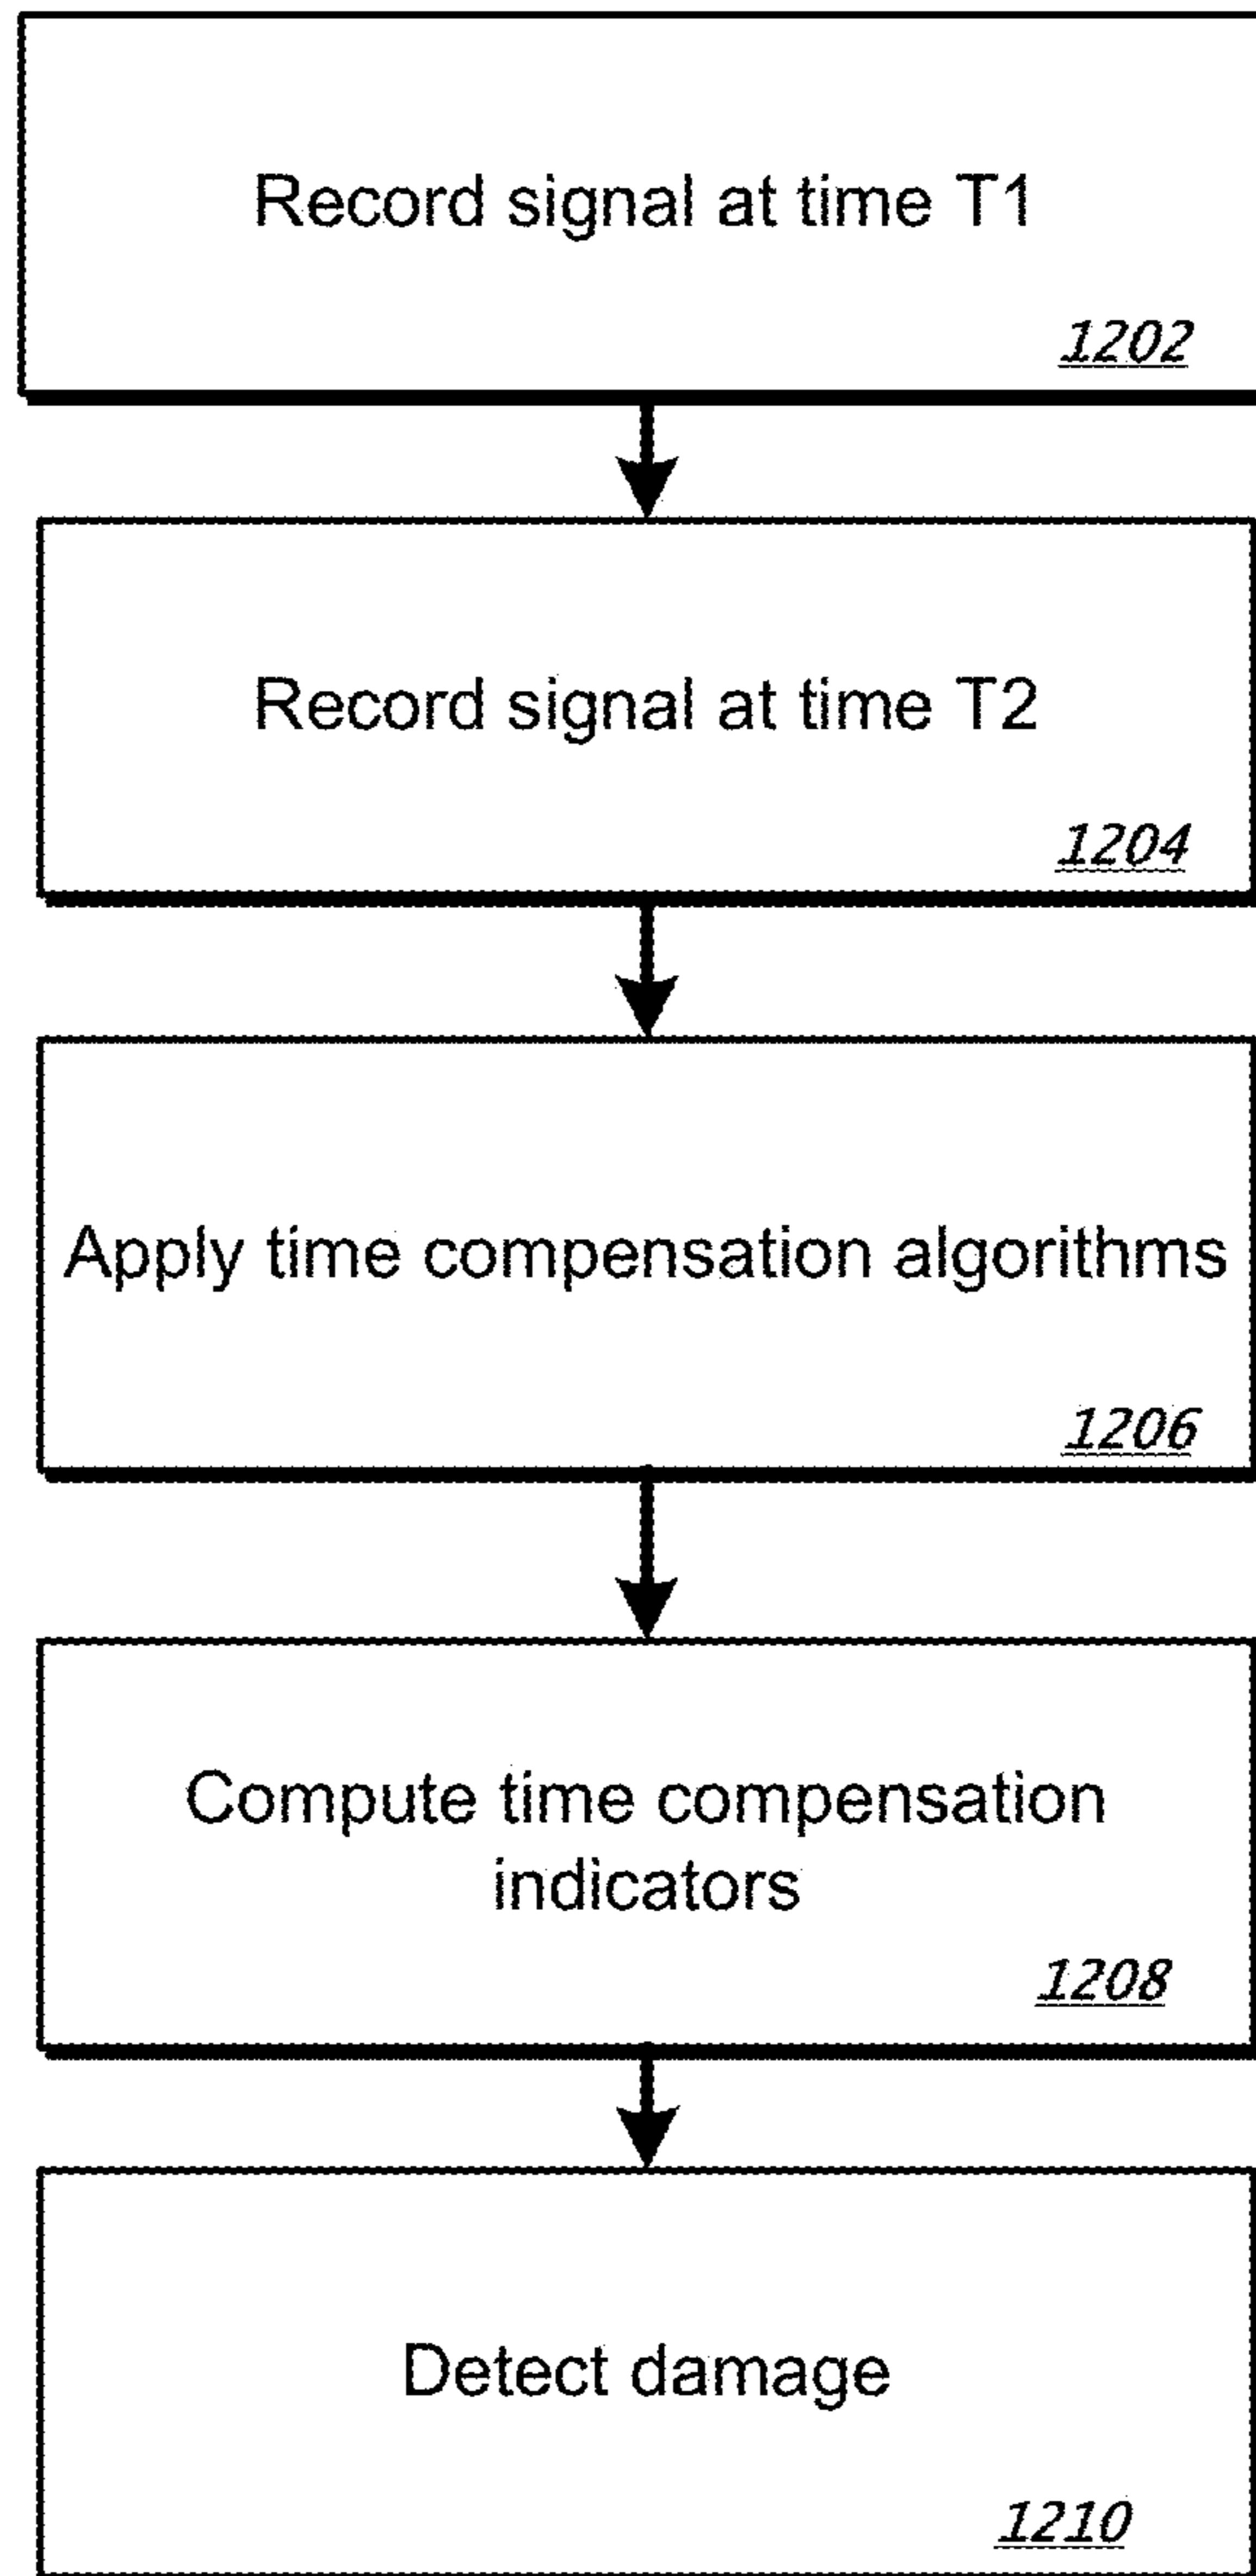 Record signal at time T1
1202
Record signal at time T2
1204
Apply time compensation algorithms
1206
Compute time compensation
indicators
1208
Detect damage
1210